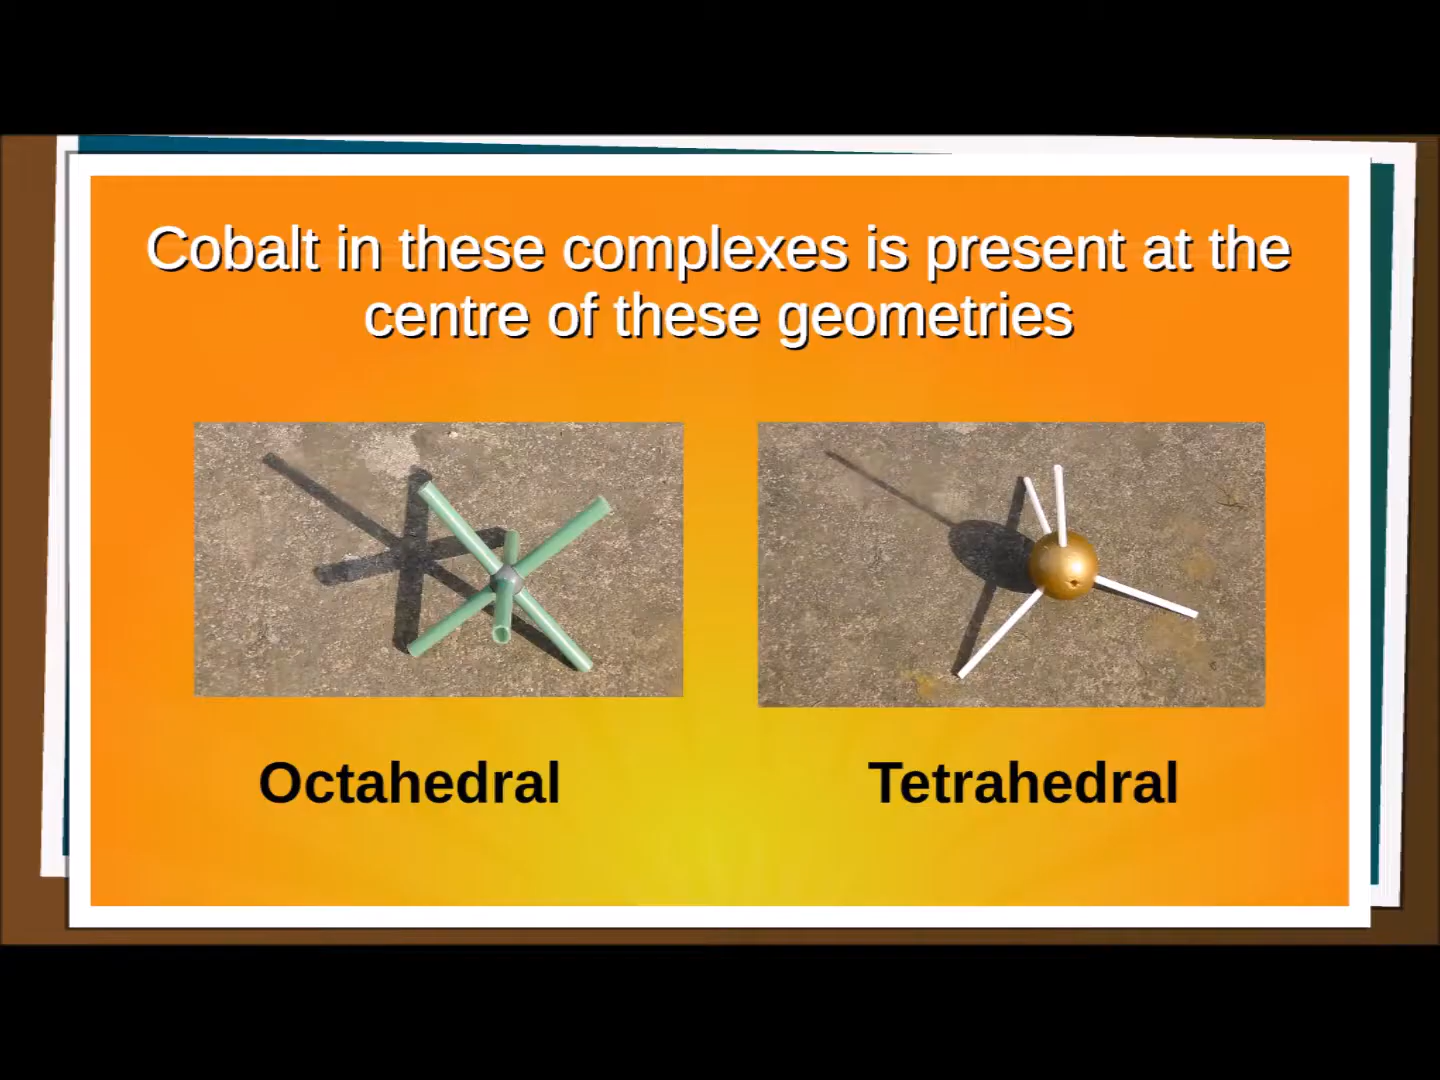 Cobalt in these complexes is present at the
centre of these geometries
Octahedral
Tetrahedral